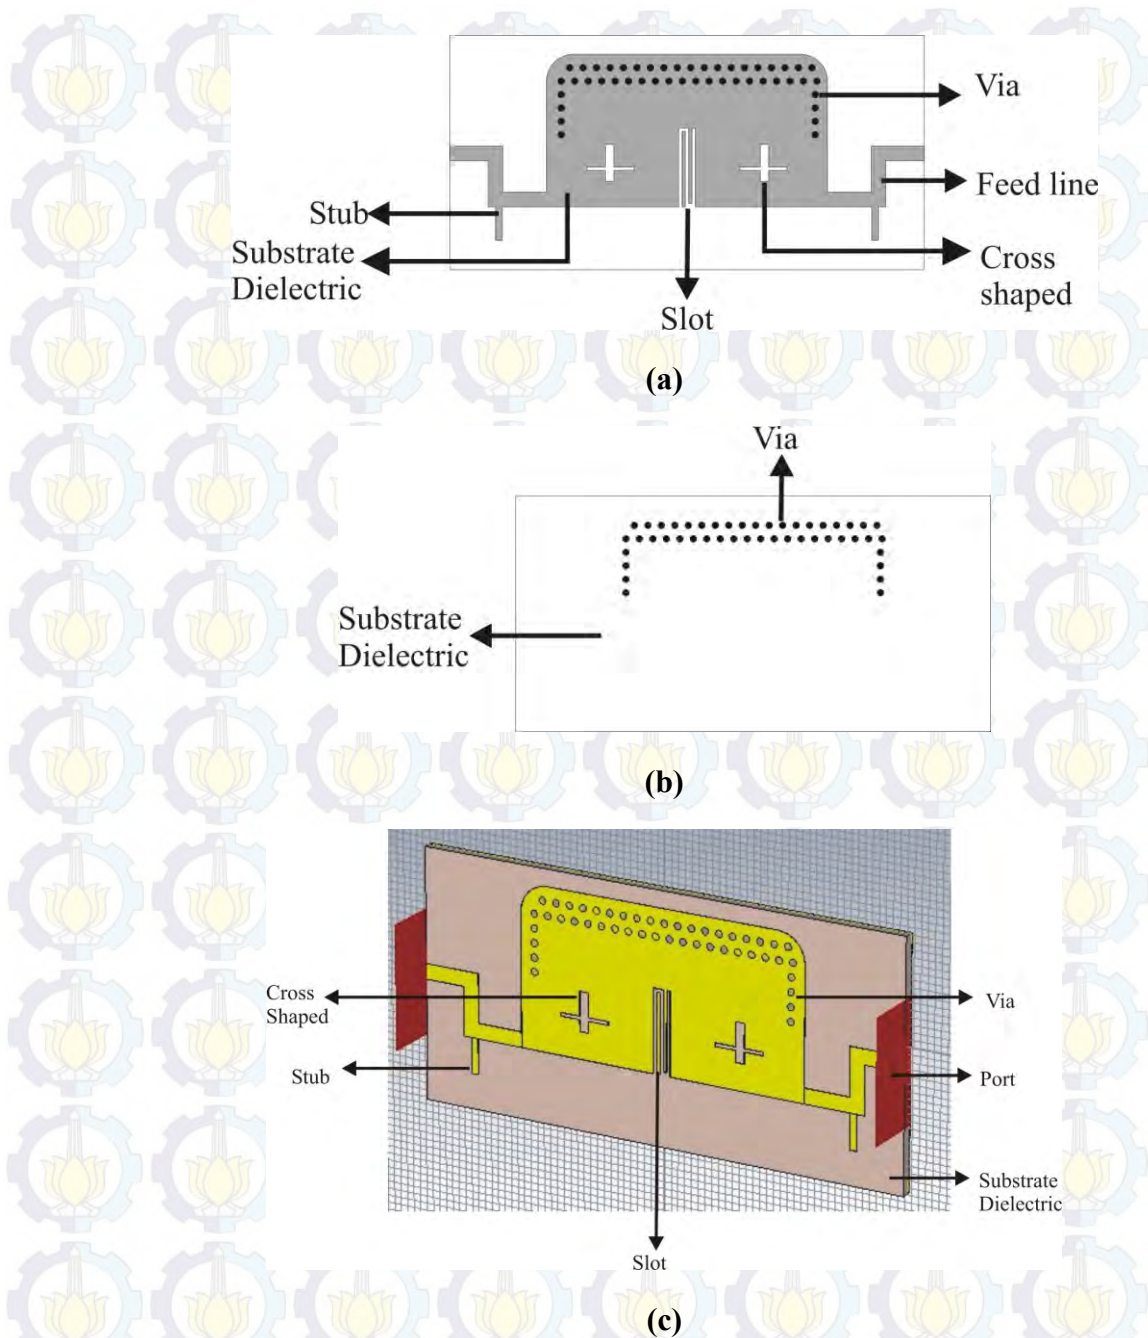 Via
Feed line
Stub
Substrate
Dielectric
Cross
shaped
Slot
(a)
Via
Substrate
Dielectric
(b)
Cross
Shaped
Via
Stub
Port
Substrate
Dielectric
Slot
(c)